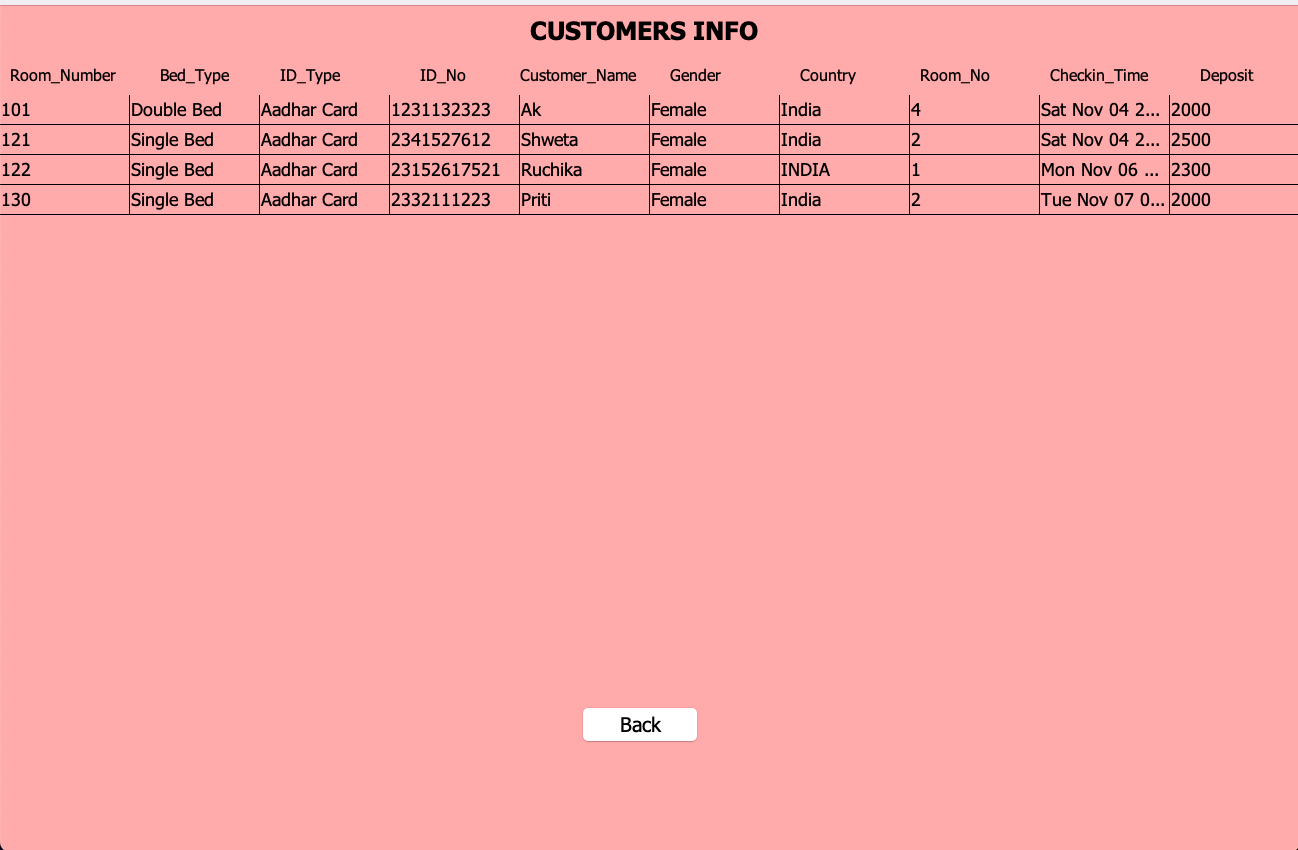 CUSTOMERS INFO
Room_Number Bed_Type ID_Type ID_No Customer_Name Gender Country Room_No Checkin_Time Deposit
101 Double Bed Aadhar Card 1231132323 Ak Female India 4 Sat Nov 04 2... 2000
121 Single Bed Aadhar Card 2341527612 Shweta Female India 2 Sat Nov 04 2... 2500
122 Single Bed Aadhar Card 23152617521 Ruchika Female INDIA 1 Mon Nov 06 ... 2300
130 Single Bed Aadhar Card 2332111223 Priti Female India 2 Tue Nov 07 0... 2000
Back